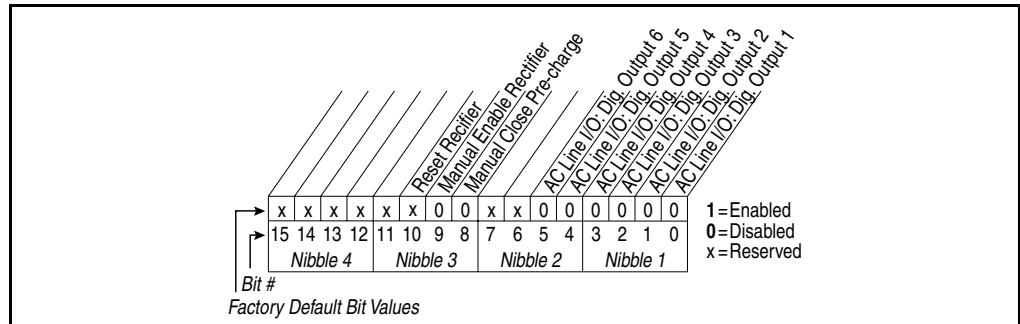 Reset Recifier
Manual Enable Rectifier
Manual Close Pre-charge
AC Line I/O: Dig. Output 6
AC Line I/O: Dig. Output 5
AC Line I/O: Dig. Output 4
AC Line I/O: Dig. Output 3
AC Line I/O: Dig. Output 2
AC Line I/O: Dig. Output 1
x x x x x x 0 0 x x 0 0 0 0 0 0
15 14 13 12 11 10 9 8 7 6 5 4 3 2 1 0
Nibble 4 Nibble 3 Nibble 2 Nibble 1
1=Enabled
0=Disabled
x=Reserved
Bit #
Factory Default Bit Values